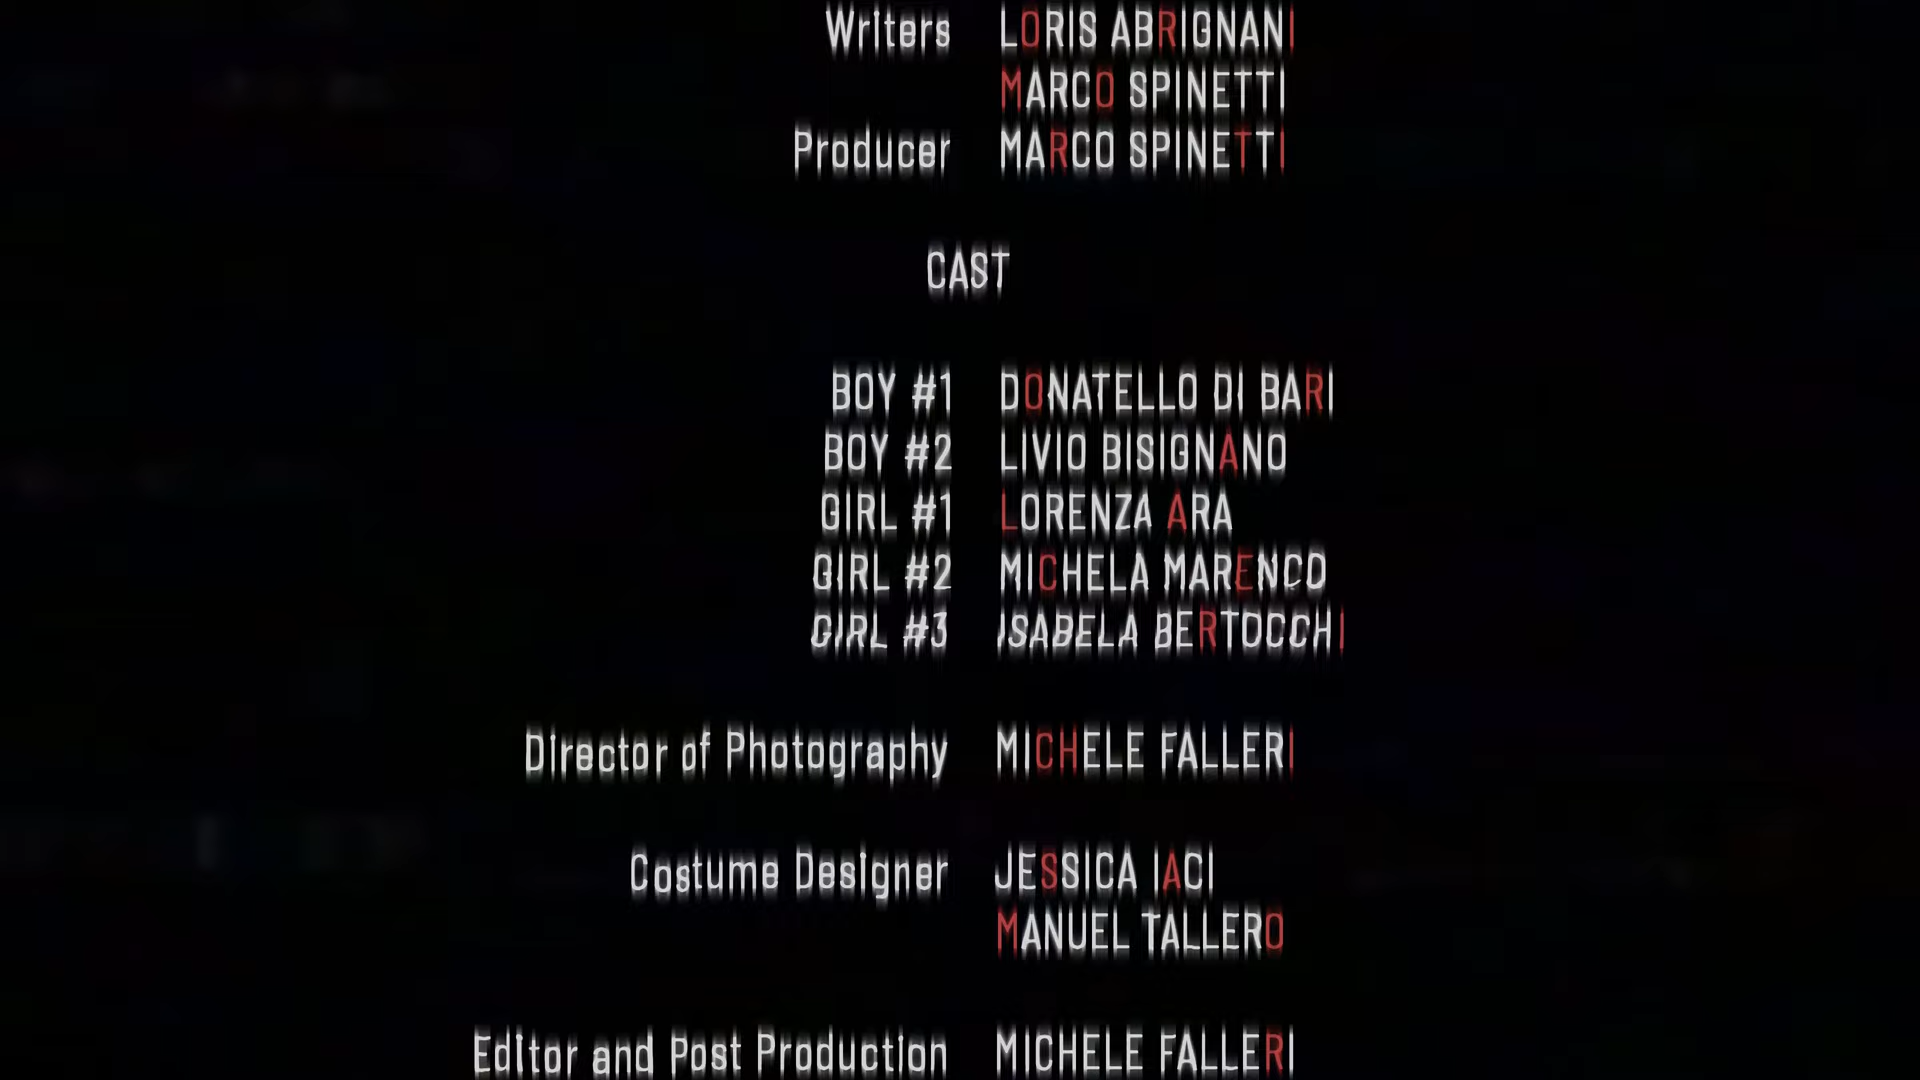 Writers LORIS ABRIGNANI
MARCO SPINETTI
Producer MARCO SPINETTI
CAST
BOY #1 DONATELLO DI BARI
BOY #2 LIVIO BISIGNANO
GIRL #1 LORENZA ARA
GIRL #2 MICHELA MARENCO
GIRL #3 ISABELA BERTOCCHI
Director of Photography MICHELE FALLERI
Costume Designer JESSICA IACI
MANUEL TALLERO
Editor and Post Production MICHELE FALLERI